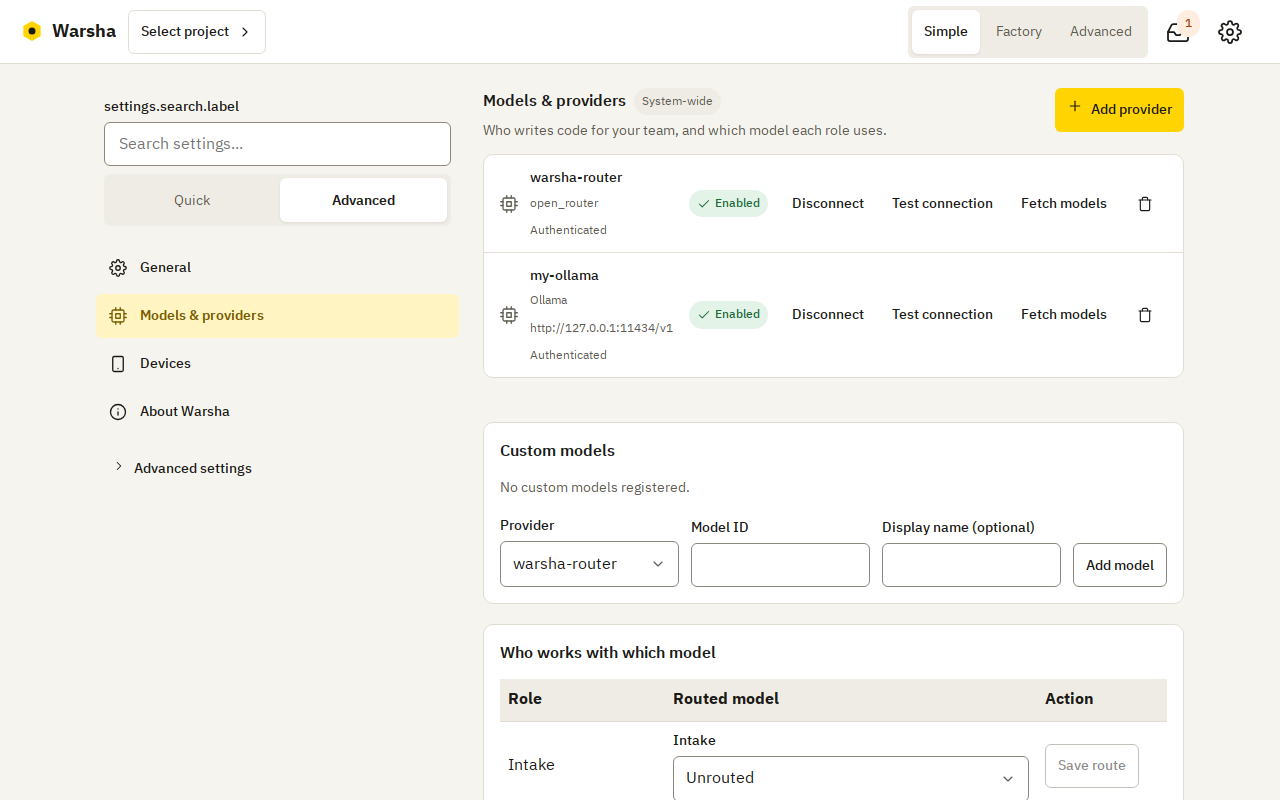 Warsha
Select project
Simple
Factory
Advanced
1
settings.search.label
Search settings...
Quick
Advanced
General
Models & providers
Devices
About Warsha
Advanced settings
Models & providers
System-wide
Who writes code for your team, and which model each role uses.
Add provider
warsha-router
open_router
Authenticated
Enabled
Disconnect
Test connection
Fetch models
my-ollama
Ollama
http://127.0.0.1:11434/v1
Authenticated
Enabled
Disconnect
Test connection
Fetch models
Custom models
No custom models registered.
Provider
warsha-router
Model ID
Display name (optional)
Add model
Who works with which model
Role
Routed model
Action
Intake
Intake
Unrouted
Save route